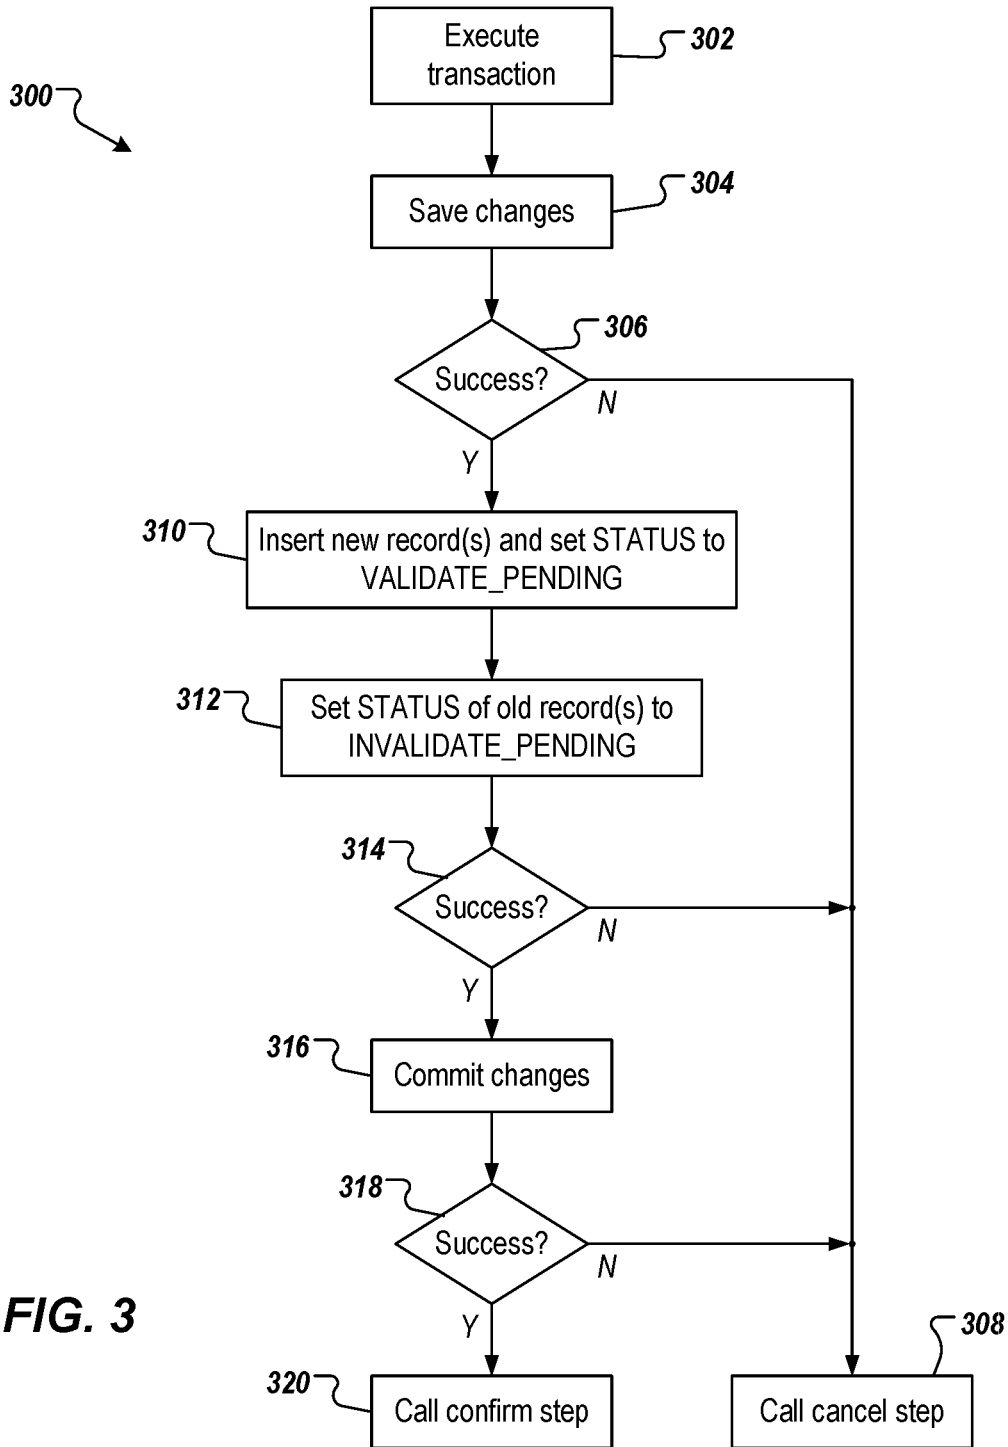 Execute
transaction
302
300
Save changes
304
306
Success?
N
Y
310
Insert new record(s) and set STATUS to
VALIDATE_PENDING
312
Set STATUS of old record(s) to
INVALIDATE_PENDING
314
Success?
N
Y
316
Commit changes
318
Success?
N
Y
FIG. 3
320
Call confirm step
308
Call cancel step